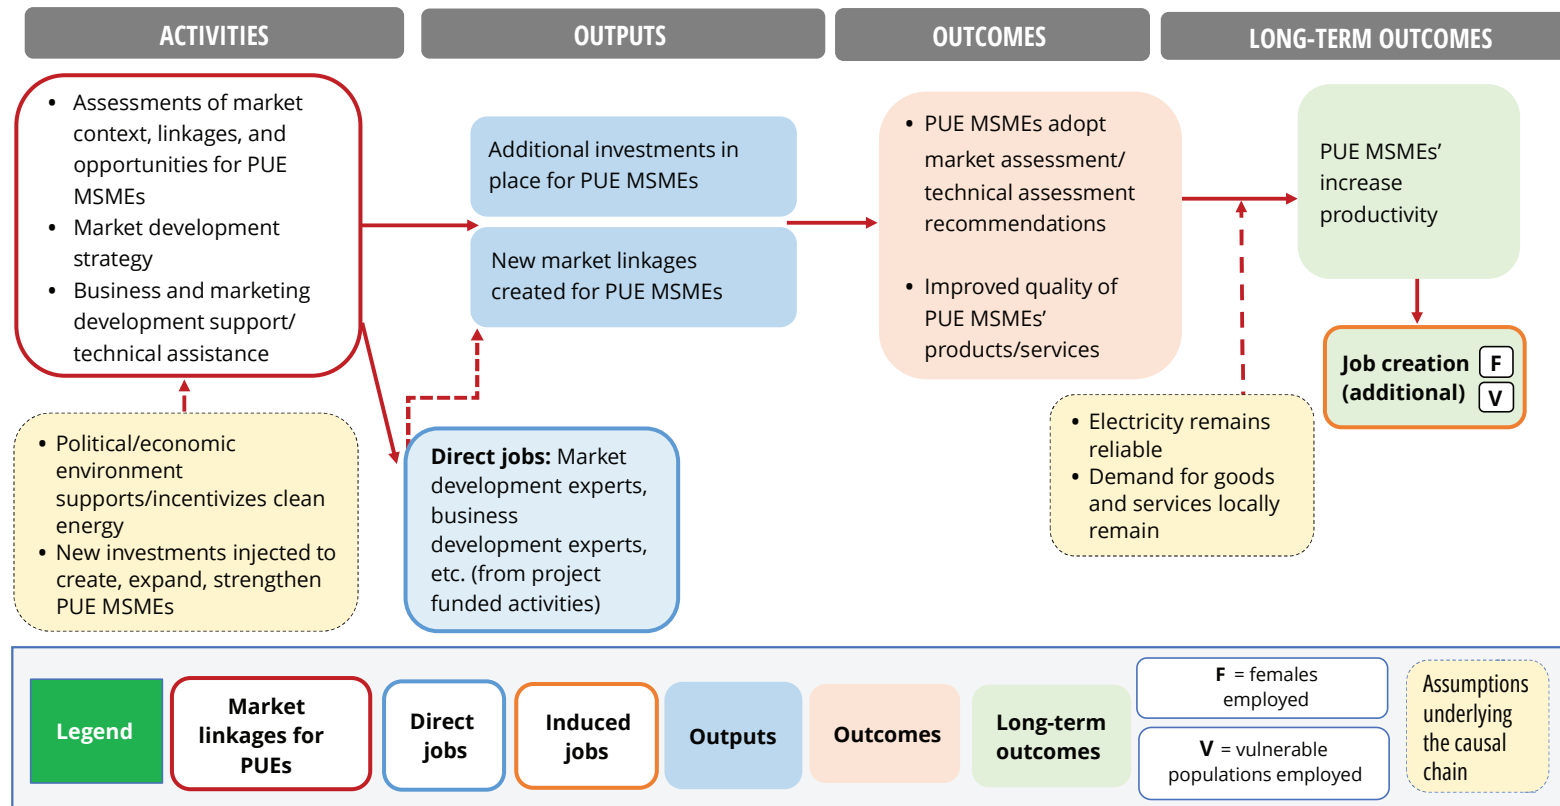 ACTIVITIES
OUTPUTS
OUTCOMES
LONG-TERM OUTCOMES
• Assessments of market
context, linkages, and
opportunities for PUE
MSMEs
• Market development
strategy
• Business and marketing
development support/
technical assistance
Additional investments in
place for PUE MSMEs
New market linkages
created for PUE MSMEs
• PUE MSMEs adopt
market assessment/
technical assessment
recommendations
• Improved quality of
PUE MSMEs'
products/services
PUE MSMEs'
increase
productivity
Job creation
(additional)
F
V
• Political/economic
environment
supports/incentivizes clean
energy
• New investments injected to
create, expand, strengthen
PUE MSMEs
Direct jobs: Market
development experts,
business
development experts,
etc. (from project
funded activities)
• Electricity remains
reliable
• Demand for goods
and services locally
remain
Legend
Market
linkages for
PUEs
Direct
jobs
Induced
jobs
Outputs
Outcomes
Long-term
outcomes
F = females
employed
V = vulnerable
populations employed
Assumptions
underlying
the causal
chain